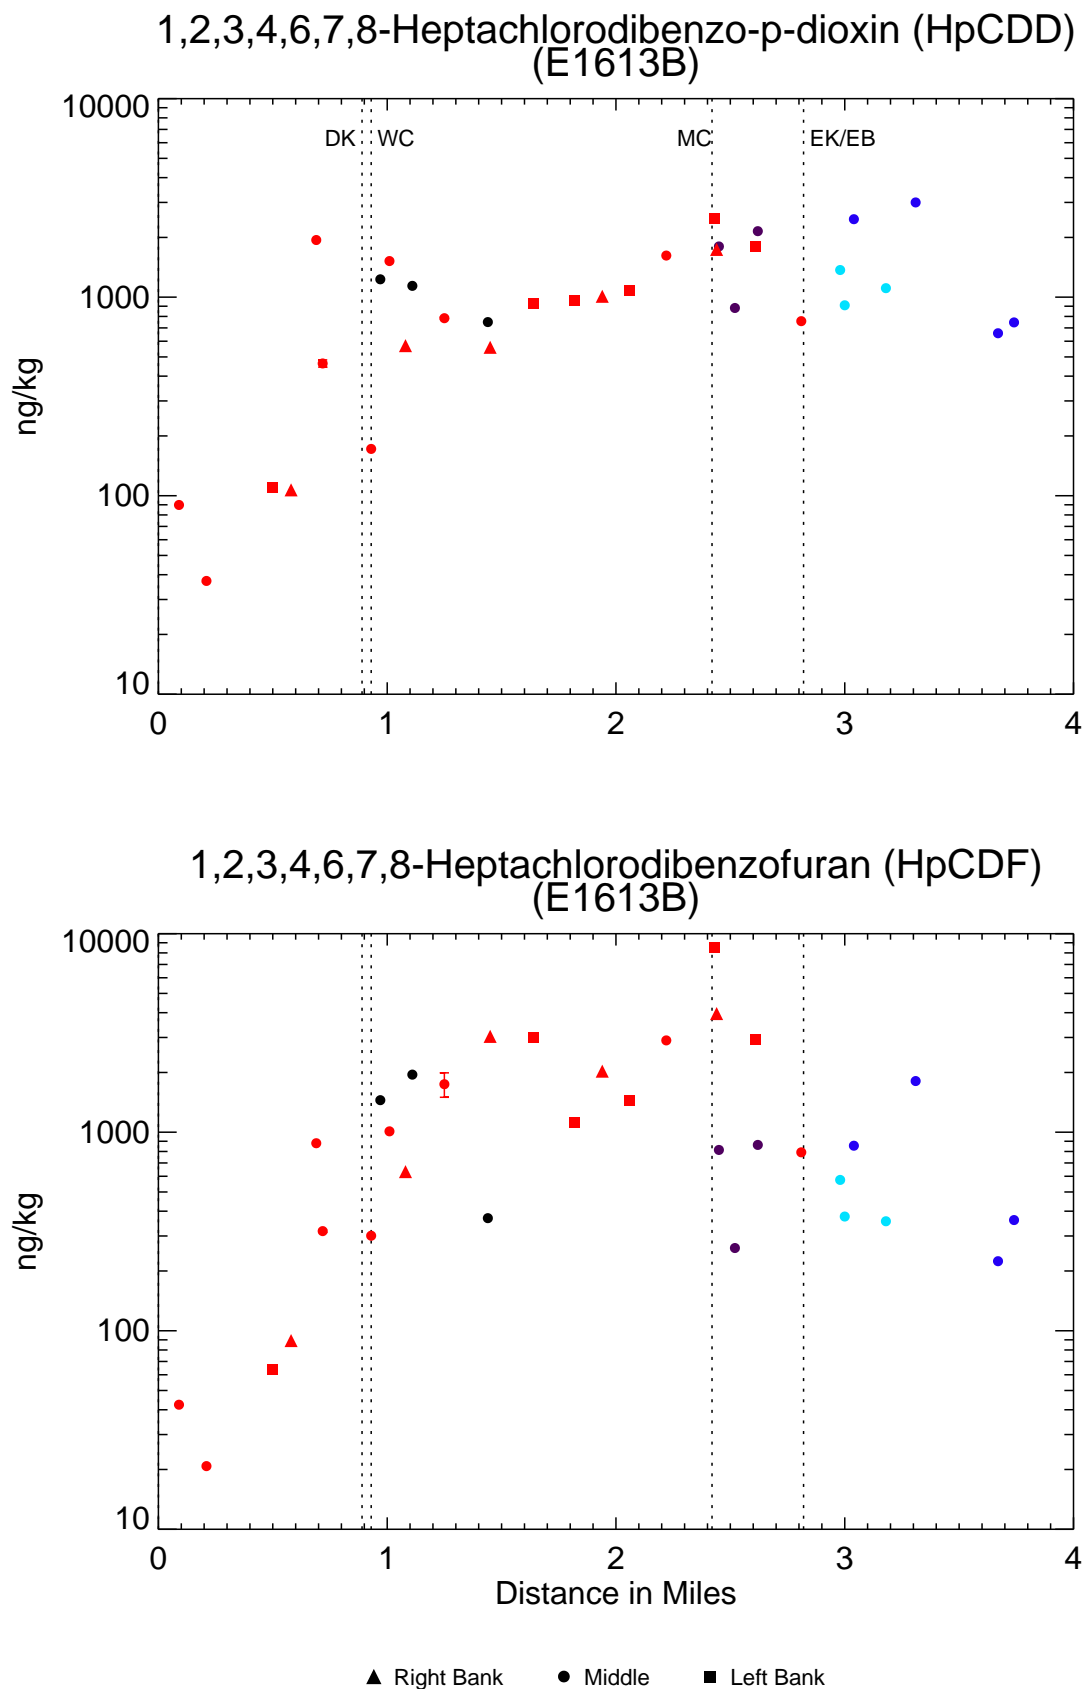 1,2,3,4,6,7,8-Heptachlorodibenzo-p-dioxin (HpCDD)
(E1613B)
10000
DK WC MC EK/EB
1000
ng/kg
100
10
0 1 2 3 4
1,2,3,4,6,7,8-Heptachlorodibenzofuran (HpCDF)
(E1613B)
10000
1000
ng/kg
100
10
0 1 2 3 4
Distance in Miles
Right Bank Middle Left Bank